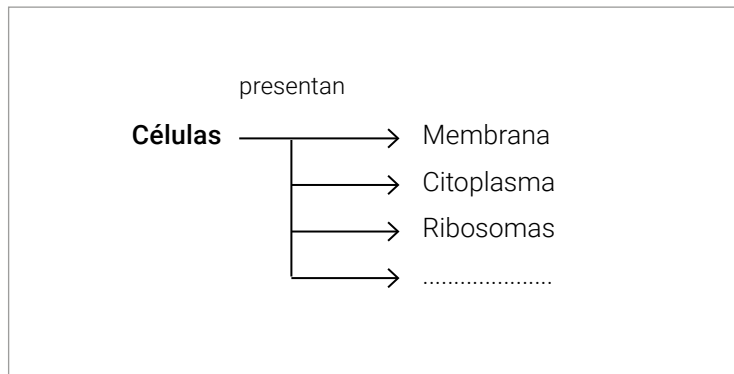 presentan
Células Membrana
Citoplasma
Ribosomas
.....................